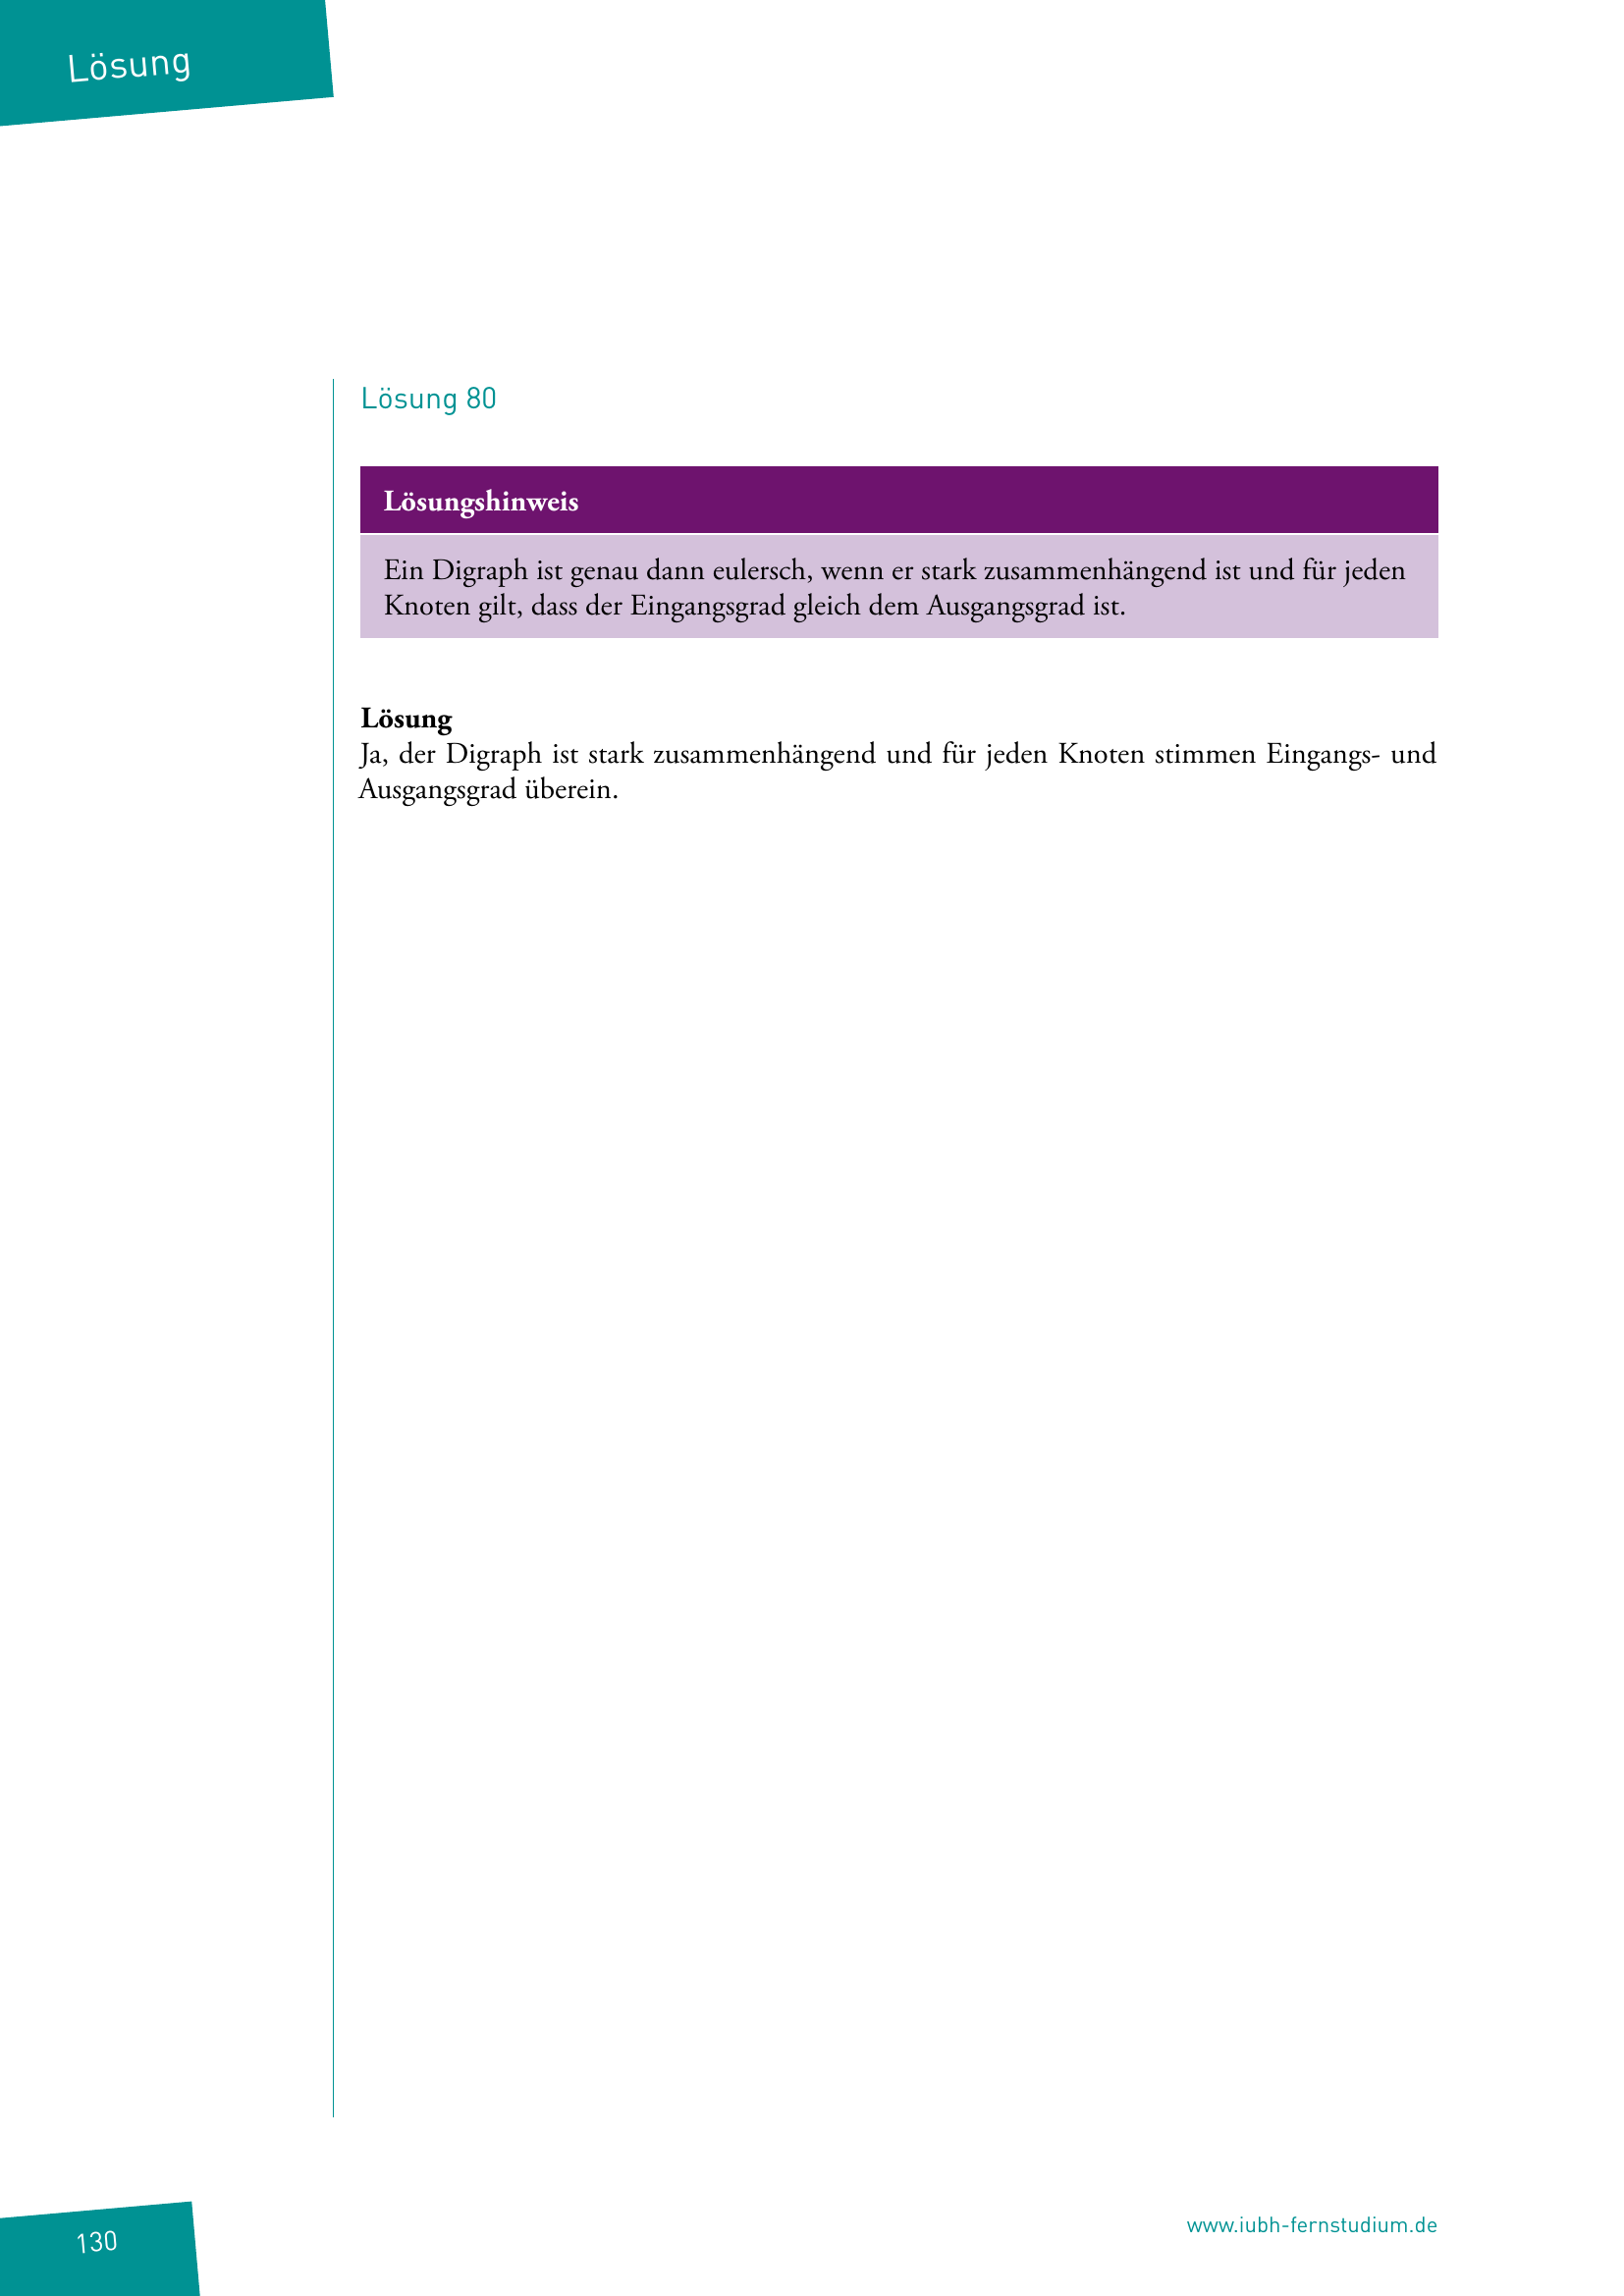 Lösung
Lösung 80
Lösungshinweis
Ein Digraph ist genau dann eulersch, wenn er stark zusammenhängend ist und für jeden
Knoten gilt, dass der Eingangsgrad gleich dem Ausgangsgrad ist.
Lösung
Ja, der Digraph ist stark zusammenhängend und für jeden Knoten stimmen Eingangs- und
Ausgangsgrad überein.
130
www.iubh-fernstudium.de